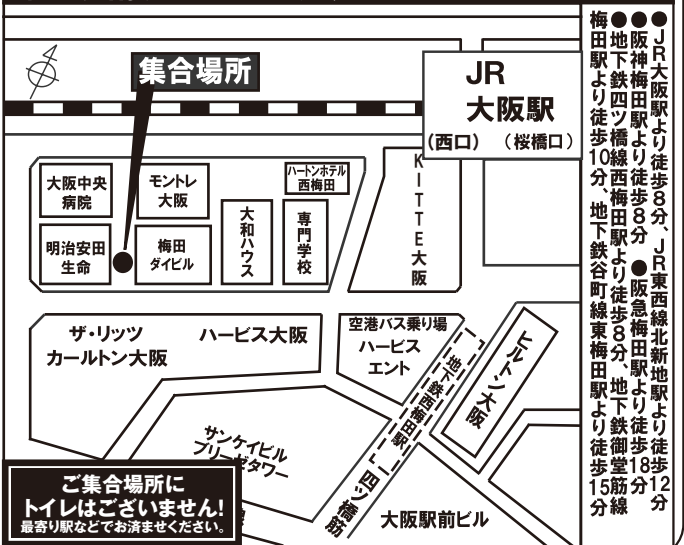 集合場所
JR
大阪駅
(西口)
(桜橋口)
大阪中央
病院
モントレ
大阪
ハートンホテル
西梅田
明治安田
生命
梅田
ダイビル
大和ハウス
専門学校
KITTE大阪
ザ・リッツ
カールトン大阪
ハービス大阪
空港バス乗り場
ハービス
エント
地下鉄西梅田駅
四ツ橋筋
ヒルトン大阪
サンケイビル
ブリーゼタワー
大阪駅前ビル
ご集合場所に
トイレはございません!
最寄り駅などでお済ませください。
●JR大阪駅より徒歩8分、JR東西線北新地駅より徒歩12分
●阪神梅田駅より徒歩8分 ●阪急梅田駅より徒歩18分
●地下鉄四ツ橋線西梅田駅より徒歩8分、地下鉄御堂筋線
梅田駅より徒歩10分、地下鉄谷町線東梅田駅より徒歩15分